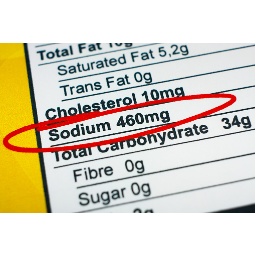 Total Fat
Saturated Fat 5,2g
Trans Fat 0g
Cholesterol 10mg
Sodium 460mg
Total Carbohydrate 34g
Fibre 0g
Sugar 0g